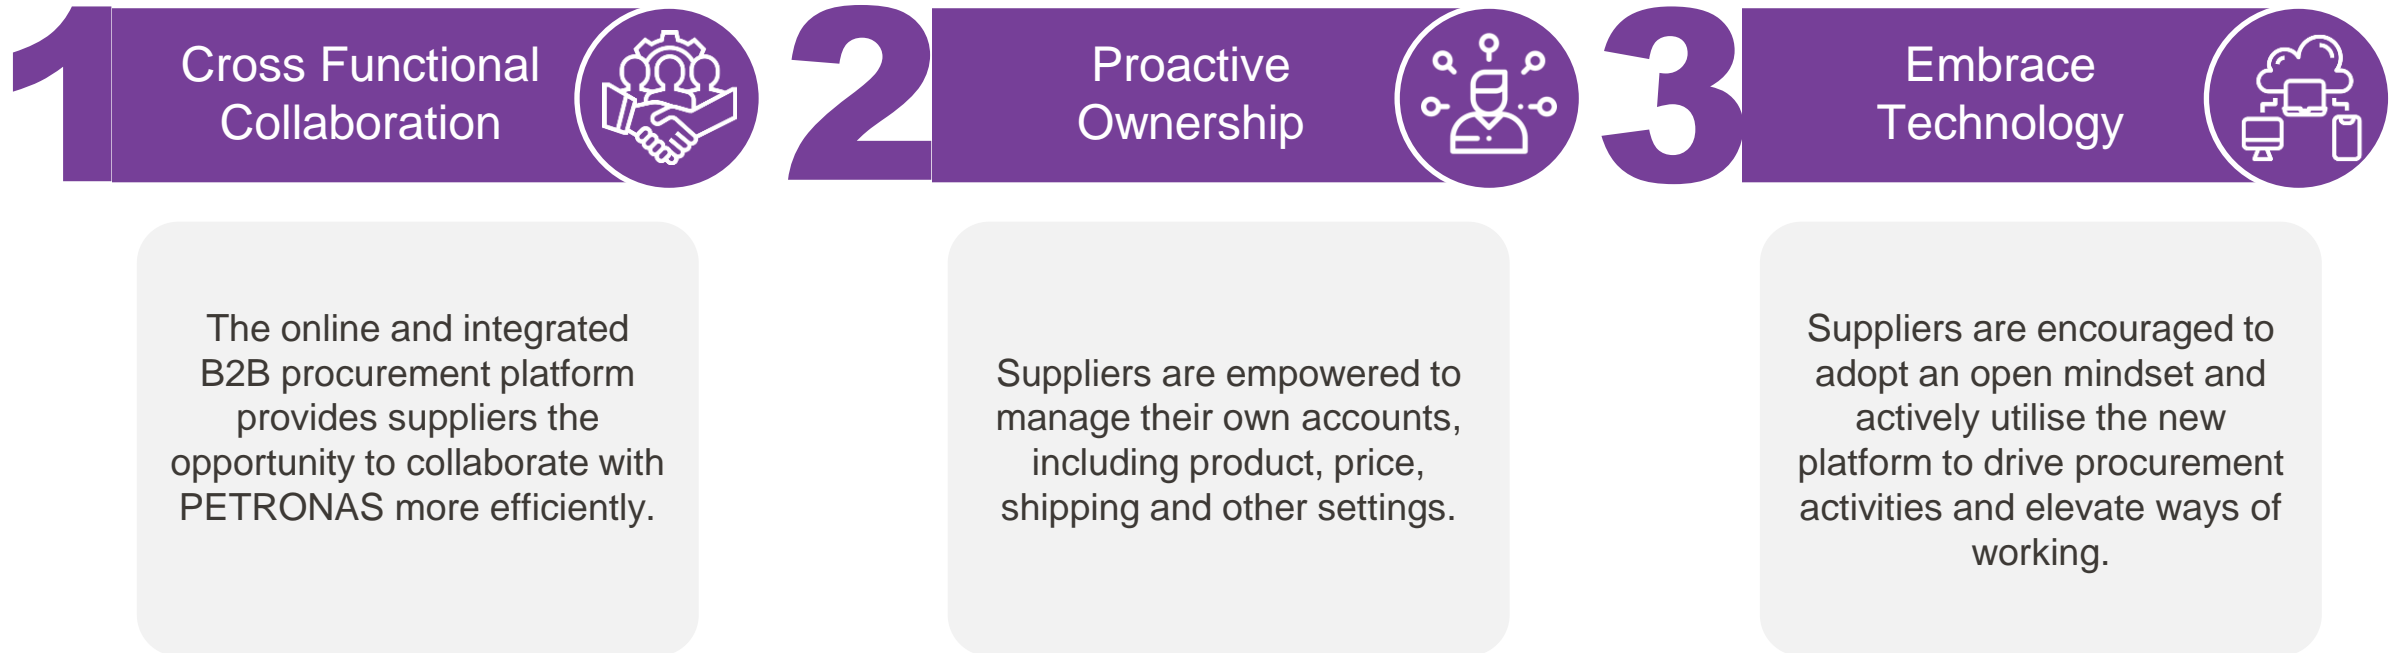 1
Cross Functional
Collaboration
The online and integrated
B2B procurement platform
provides suppliers the
opportunity to collaborate with
PETRONAS more efficiently.
2
Proactive
Ownership
Suppliers are empowered to
manage their own accounts,
including product, price,
shipping and other settings.
3
Embrace
Technology
Suppliers are encouraged to
adopt an open mindset and
actively utilise the new
platform to drive procurement
activities and elevate ways of
working.